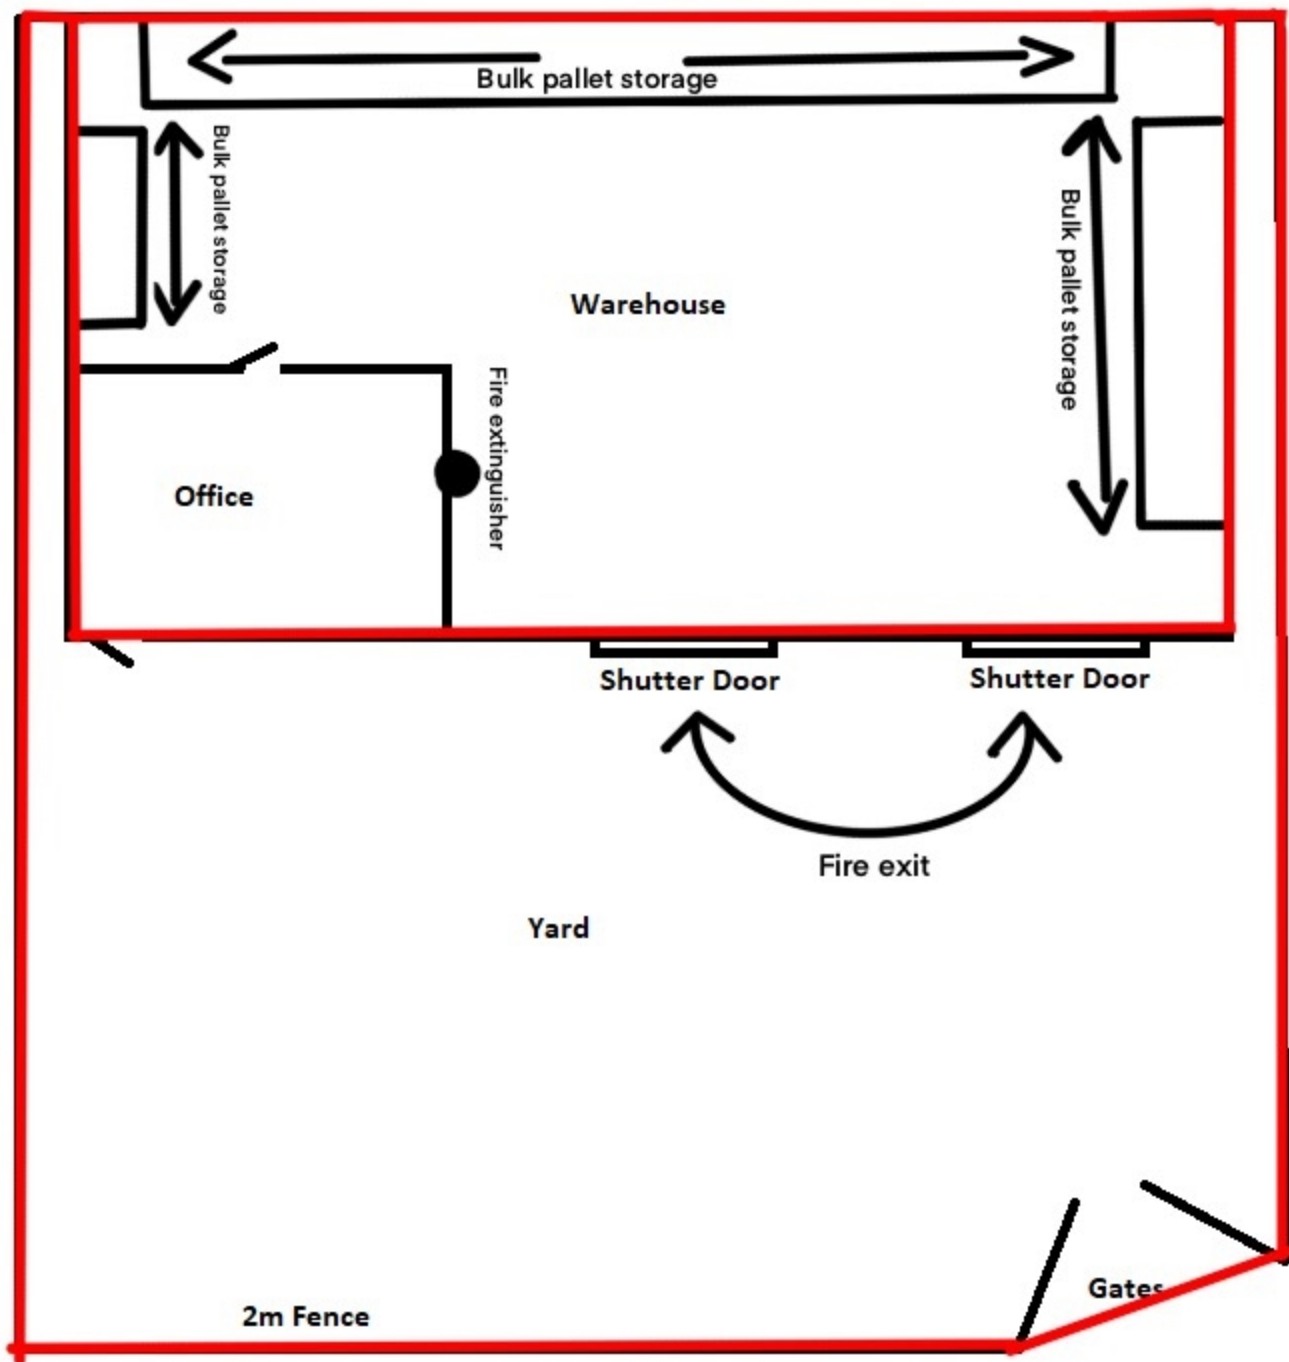 Bulk pallet storage
Bulk pallet storage
Bulk pallet storage
Warehouse
Fire extinguisher
Office
Shutter Door
Shutter Door
Fire exit
Yard
Gates
2m Fence